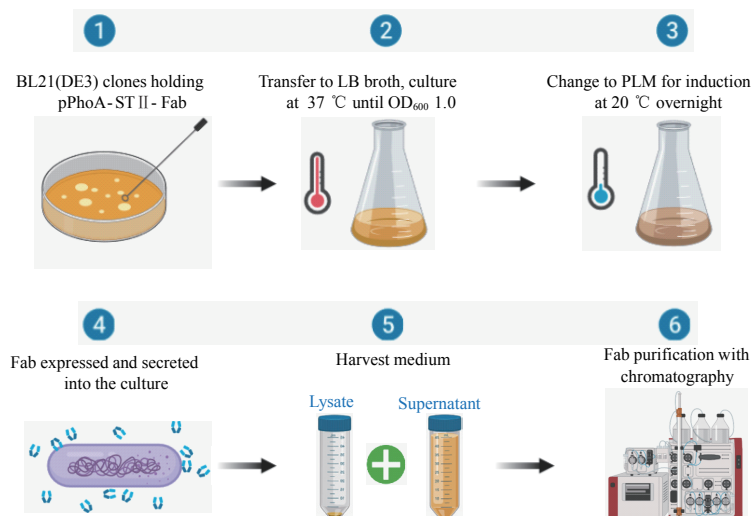 1
2
3
BL21(DE3) clones holding
pPhoA-STⅡ-Fab
Transfer to LB broth, culture
at 37 ℃ until OD₆₀₀ 1.0
Change to PLM for induction
at 20 ℃ overnight
4
5
6
Fab expressed and secreted
into the culture
Harvest medium
Fab purification with
chromatography
Lysate
Supernatant